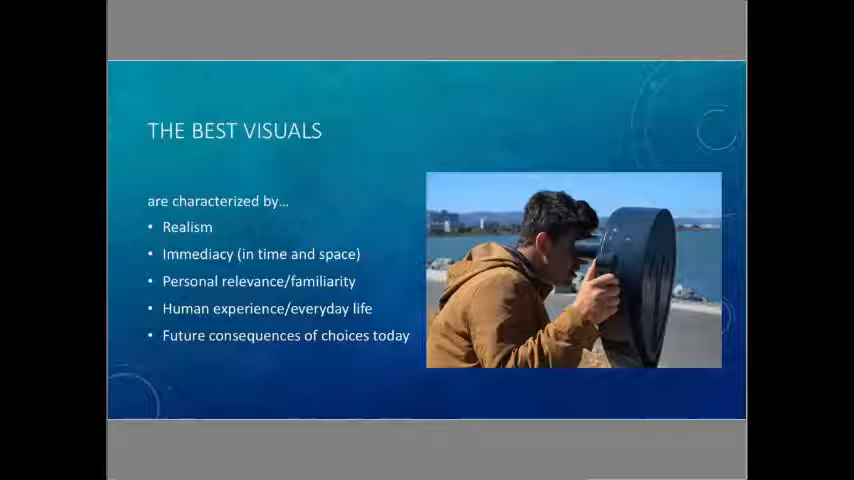 THE BEST VISUALS
are characterized by...
• Realism
• Immediacy (in time and space)
• Personal relevance/familiarity
• Human experience/everyday life
• Future consequences of choices today